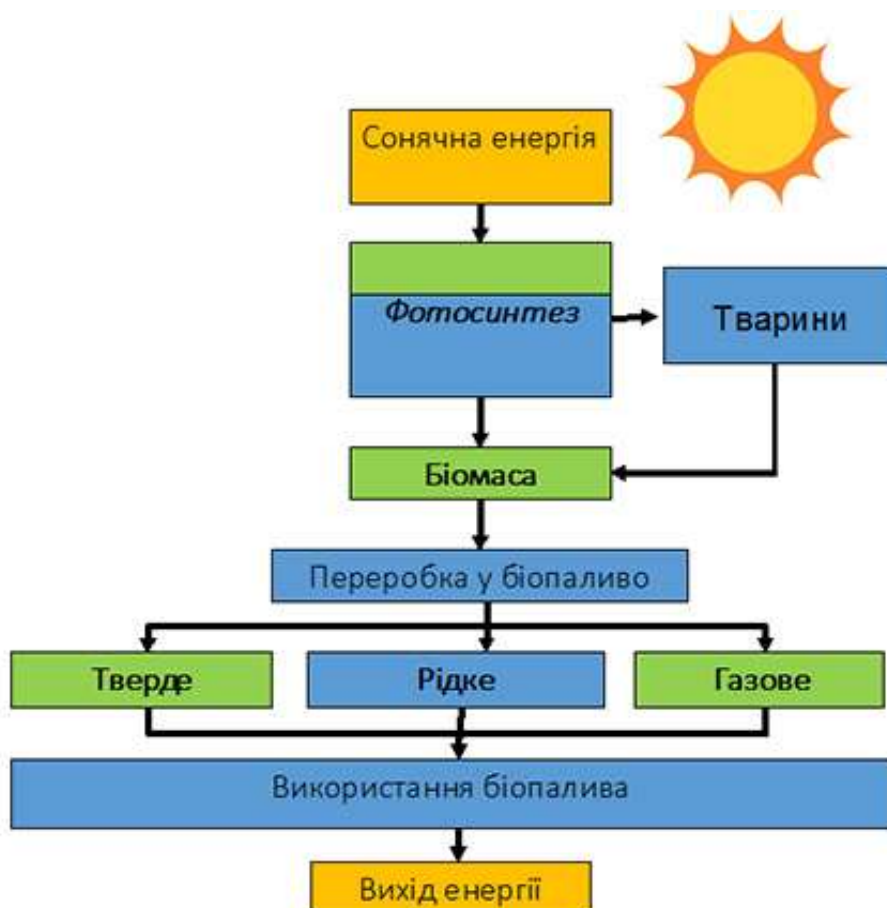 Сонячна енергія
Фотосинтез
Тварини
Біомаса
Переробка у біопаливо
Тверде
Рідке
Газове
Використання біопалива
Вихід енергії